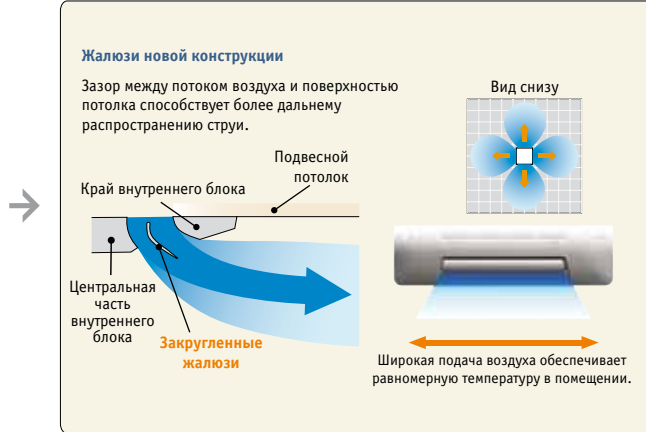 Жалюзи новой конструкции
Зазор между потоком воздуха и поверхностью
потолка способствует более дальнему
распространению струи.
Подвесной
потолок
Край внутреннего блока
Центральная
часть
внутреннего
блока
Закругленные
жалюзи
Вид снизу
Широкая подача воздуха обеспечивает
равномерную температуру в помещении.